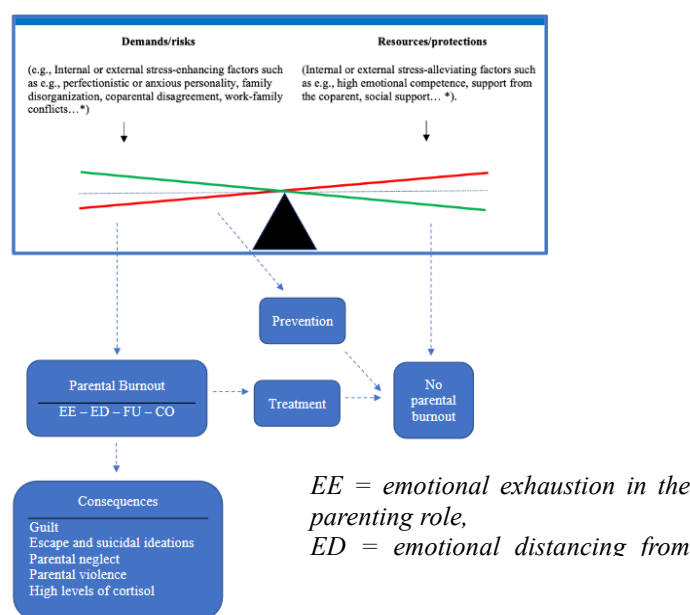 Demands/risks
(e.g., Internal or external stress-enhancing factors such
as e.g., perfectionistic or anxious personality, family
disorganization, coparental disagreement, work-family
conflicts…*)
Resources/protections
(Internal or external stress-alleviating factors such
as e.g., high emotional competence, support from
the coparent, social support… *).
Prevention
Parental Burnout
EE – ED – FU – CO
Treatment
No
parental
burnout
Consequences
Guilt
Escape and suicidal ideations
Parental neglect
Parental violence
High levels of cortisol
EE = emotional exhaustion in the
parenting role,
ED = emotional distancing from